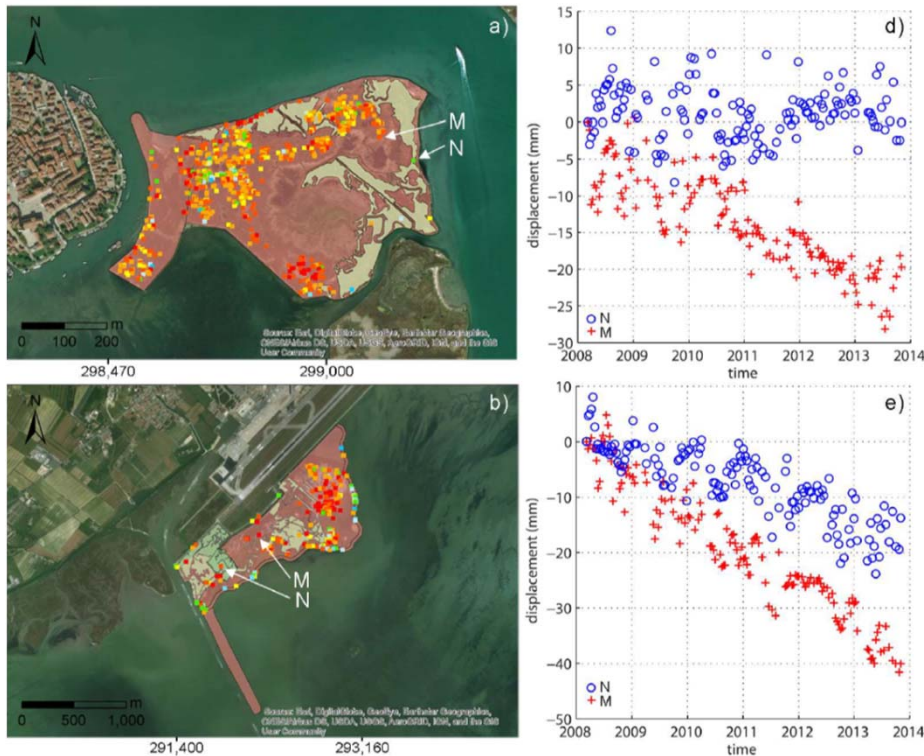 a)
N
M
N
0 100 200
m
Source: Esri, DigitalGlobe, GeoEye, Earthstar Geographics,
CNES/Airbus DS, USDA, USGS, AeroGRID, IGN, and the GIS
User Community
298,470 299,000
b)
N
M
N
0 500 1,000
m
Source: Esri, DigitalGlobe, GeoEye, Earthstar Geographics,
CNES/Airbus DS, USDA, USGS, AeroGRID, IGN, and the GIS
User Community
291,400 293,160
d)
displacement (mm)
15
10
5
0
−5
−10
−15
−20
−25
−30
N
M
2008 2009 2010 2011 2012 2013 2014
time
e)
displacement (mm)
10
0
−10
−20
−30
−40
−50
N
M
2008 2009 2010 2011 2012 2013 2014
time